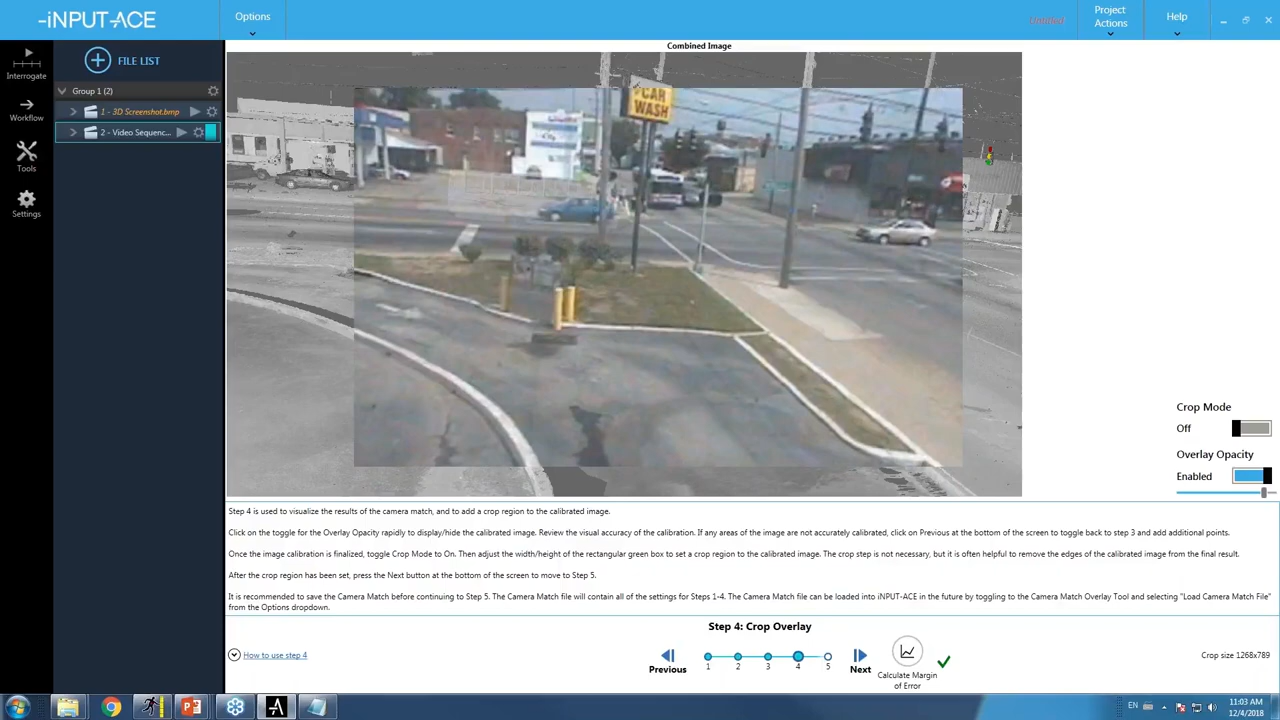 -iNPUT-ACE
Options
Untitled
Project Actions
Help
Interrogate
Workflow
Tools
Settings
FILE LIST
Group 1 (2)
1 - 3D Screenshot.bmp
2 - Video Sequenc...
Combined Image
CAR
WASH
Crop Mode
Off
Overlay Opacity
Enabled
Step 4 is used to visualize the results of the camera match, and to add a crop region to the calibrated image.
Click on the toggle for the Overlay Opacity rapidly to display/hide the calibrated image. Review the visual accuracy of the calibration. If any areas of the image are not accurately calibrated, click on Previous at the bottom of the screen to toggle back to step 3 and add additional points.
Once the image calibration is finalized, toggle Crop Mode to On. Then adjust the width/height of the rectangular green box to set a crop region to the calibrated image. The crop step is not necessary, but it is often helpful to remove the edges of the calibrated image from the final result.
After the crop region has been set, press the Next button at the bottom of the screen to move to Step 5.
It is recommended to save the Camera Match before continuing to Step 5. The Camera Match file will contain all of the settings for Steps 1-4. The Camera Match file can be loaded into iNPUT-ACE in the future by toggling to the Camera Match Overlay Tool and selecting "Load Camera Match File"
from the Options dropdown.
Step 4: Crop Overlay
How to use step 4
Previous
1 2 3 4 5
Next
Calculate Margin
of Error
Crop size 1268x789
EN
11:03 AM
12/4/2018